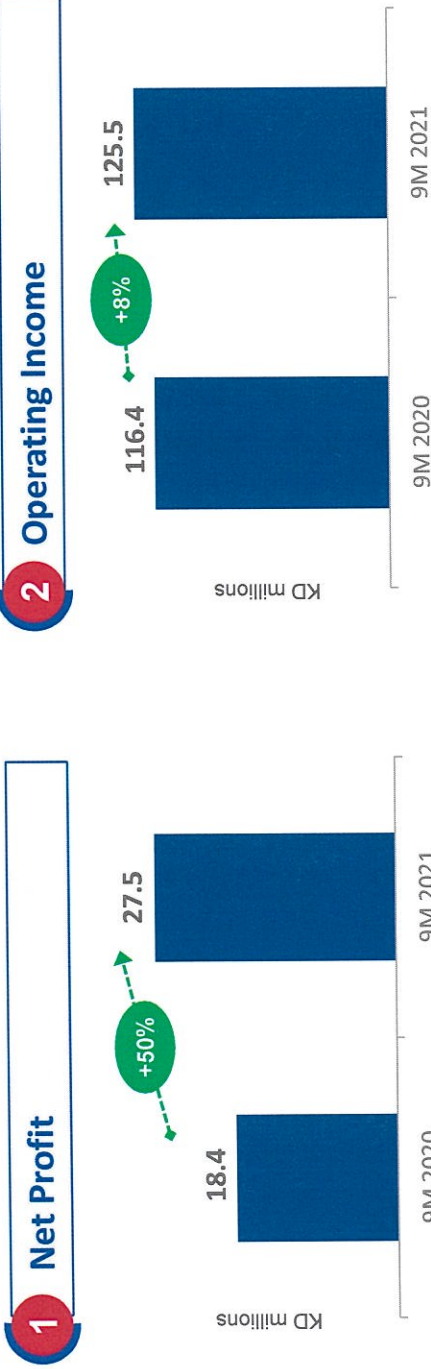 1 Net Profit
KD millions
18.4
+50%
27.5
9M 2020
9M 2021
2 Operating Income
KD millions
116.4
+8%
125.5
9M 2020
9M 2021